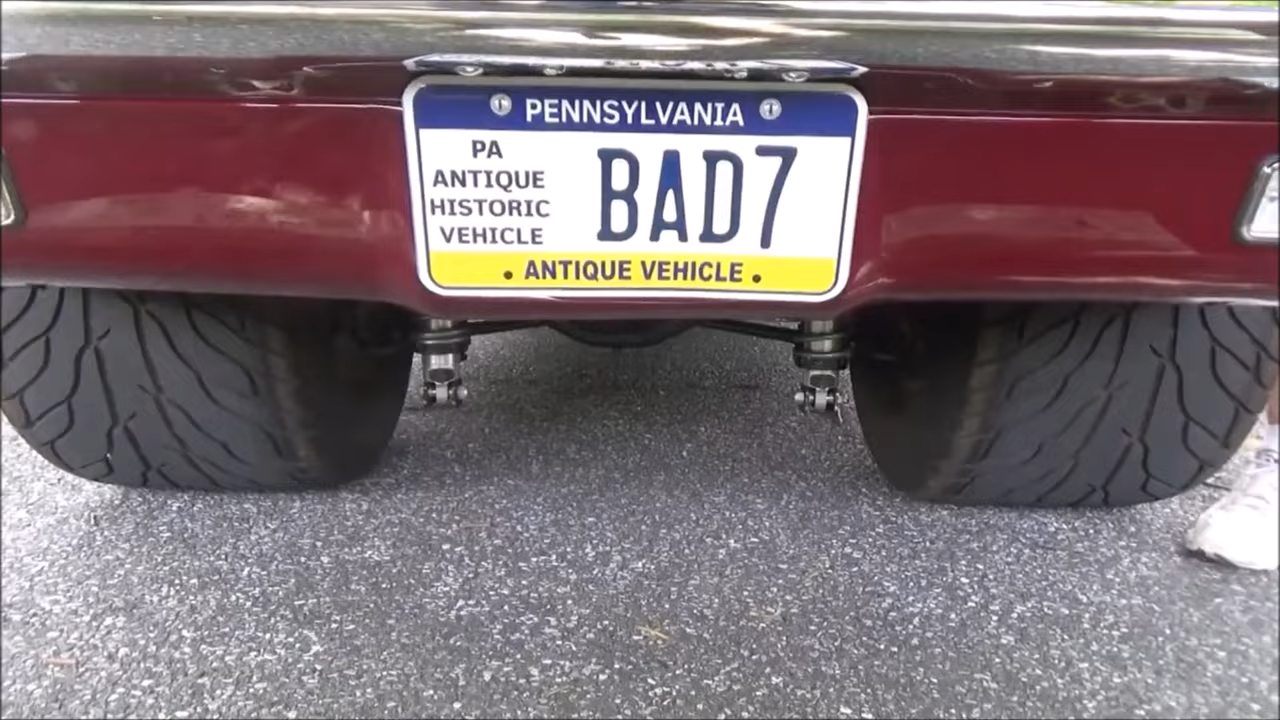 PENNSYLVANIA
PA
ANTIQUE
HISTORIC
VEHICLE
BAD7
• ANTIQUE VEHICLE •